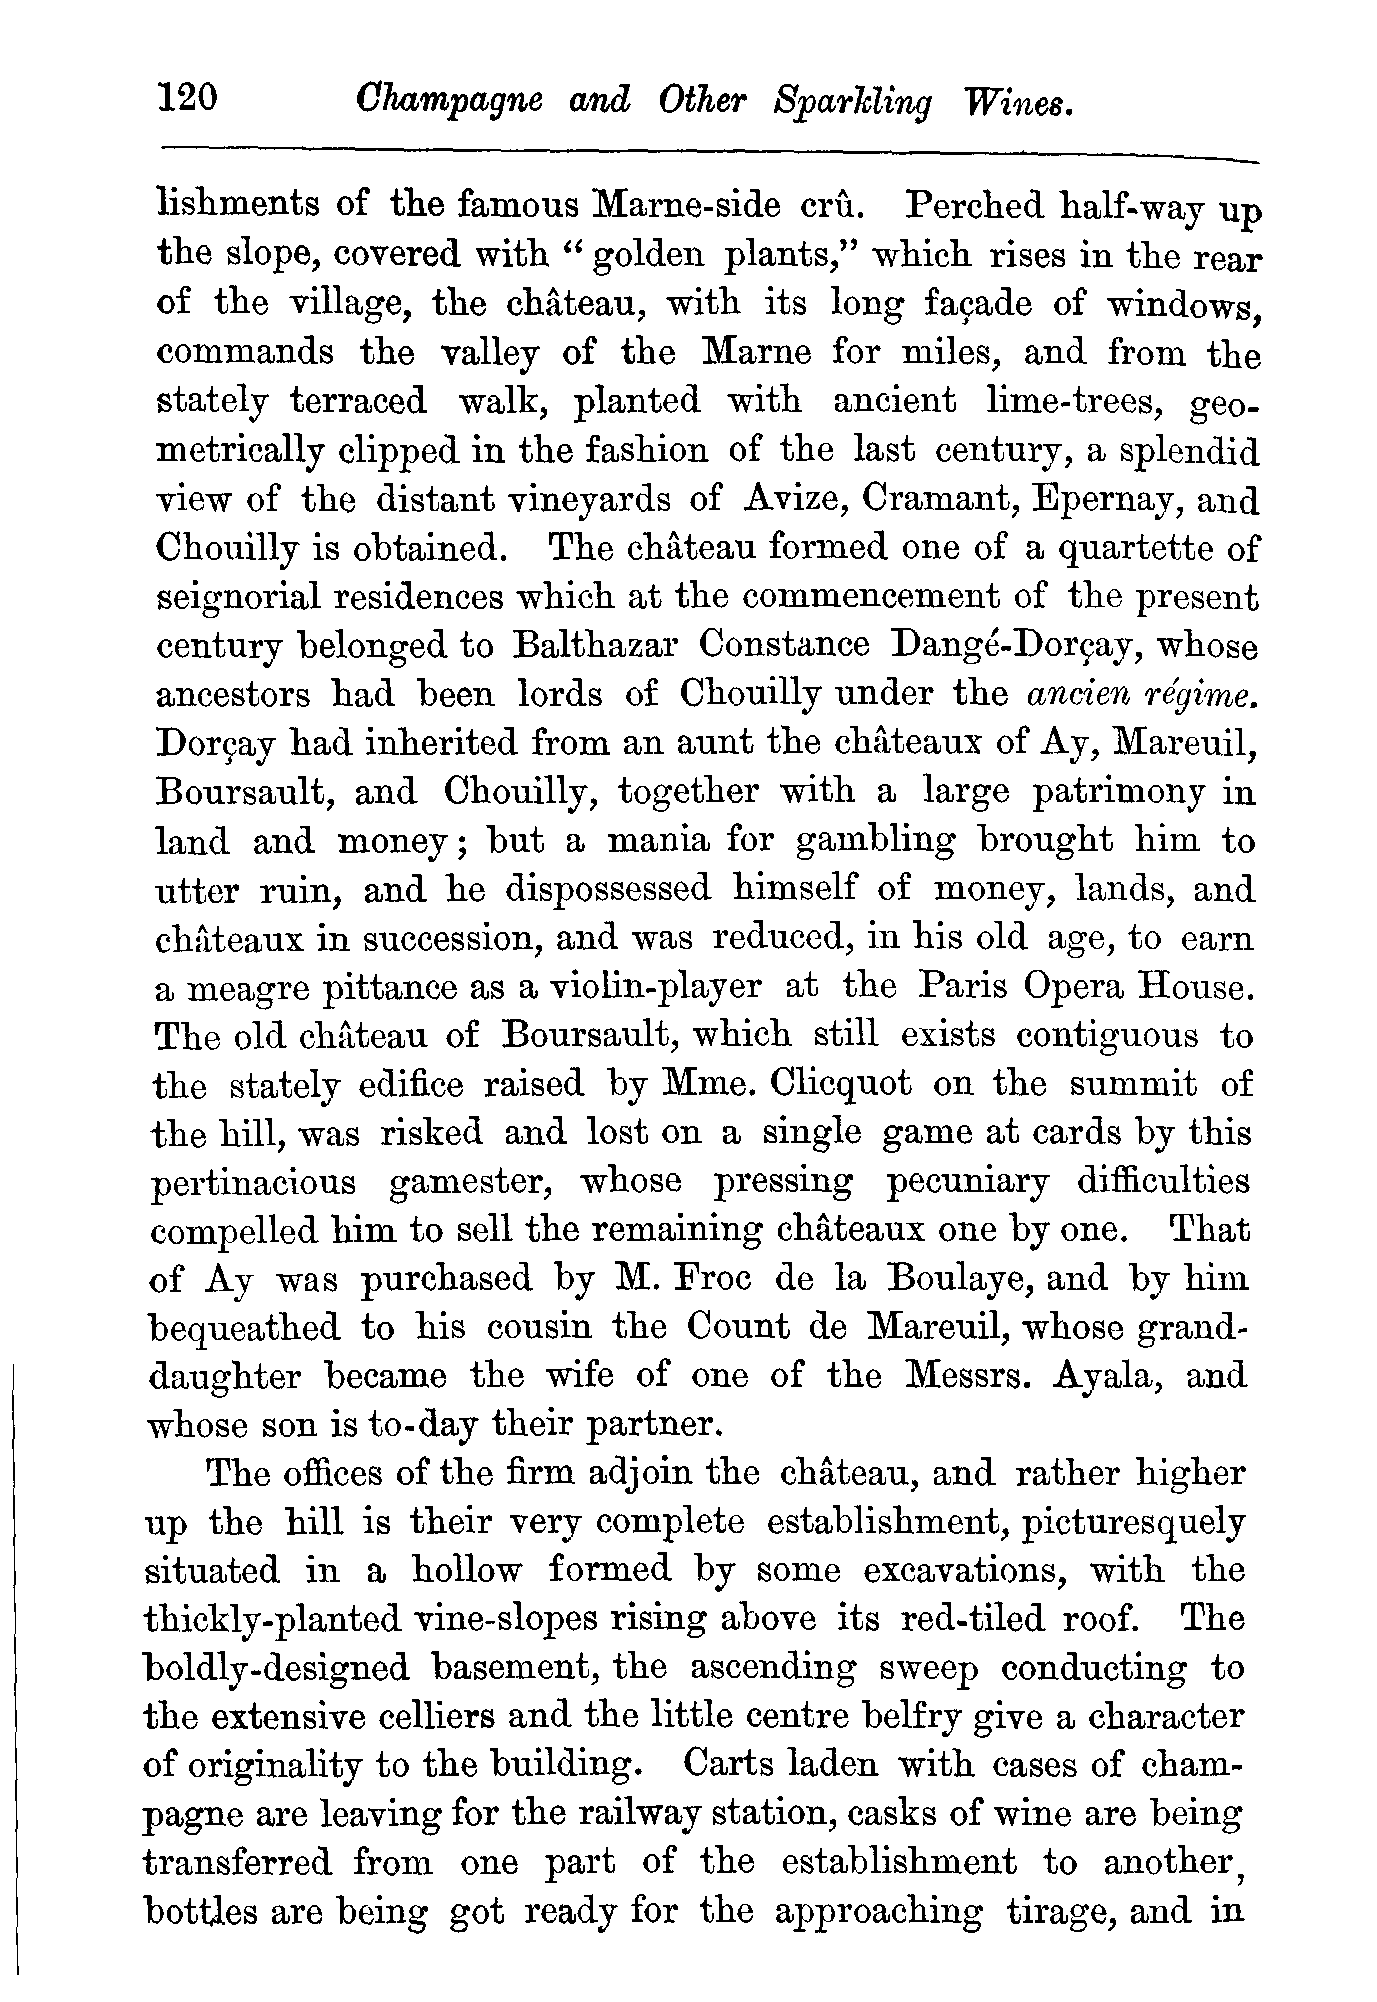 120 Champagne and Other Sparkling Wines.
lishments of the famous Marne-side crû. Perched half-way up
the slope, covered with “ golden plants,” which rises in the rear
of the village, the château, with its long façade of windows,
commands the valley of the Marne for miles, and from the
stately terraced walk, planted with ancient lime-trees, geo-
metrically clipped in the fashion of the last century, a splendid
view of the distant vineyards of Avize, Cramant, Epernay, and
Chouilly is obtained. The château formed one of a quartette of
seignorial residences which at the commencement of the present
century belonged to Balthazar Constance Dangé-Dorçay, whose
ancestors had been lords of Chouilly under the ancien régime.
Dorçay had inherited from an aunt the châteaux of Ay, Mareuil,
Boursault, and Chouilly, together with a large patrimony in
land and money ; but a mania for gambling brought him to
utter ruin, and he dispossessed himself of money, lands, and
châteaux in succession, and was reduced, in his old age, to earn
a meagre pittance as a violin-player at the Paris Opera House.
The old château of Boursault, which still exists contiguous to
the stately edifice raised by Mme. Clicquot on the summit of
the hill, was risked and lost on a single game at cards by this
pertinacious gamester, whose pressing pecuniary difficulties
compelled him to sell the remaining châteaux one by one. That
of Ay was purchased by M. Froc de la Boulaye, and by him
bequeathed to his cousin the Count de Mareuil, whose grand-
daughter became the wife of one of the Messrs. Ayala, and
whose son is to-day their partner.
The offices of the firm adjoin the château, and rather higher
up the hill is their very complete establishment, picturesquely
situated in a hollow formed by some excavations, with the
thickly-planted vine-slopes rising above its red-tiled roof. The
boldly-designed basement, the ascending sweep conducting to
the extensive celliers and the little centre belfry give a character
of originality to the building. Carts laden with cases of cham-
pagne are leaving for the railway station, casks of wine are being
transferred from one part of the establishment to another,
bottles are being got ready for the approaching tirage, and in